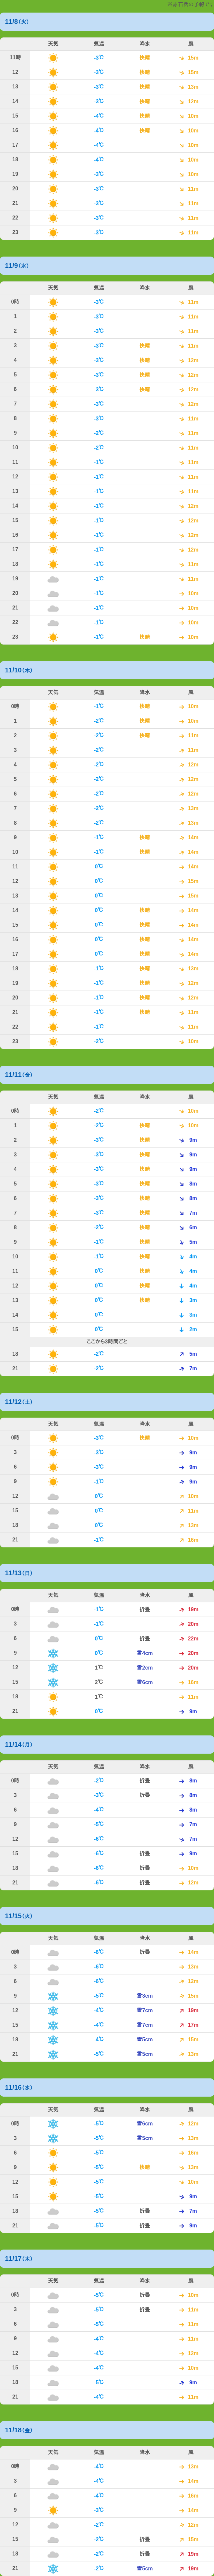 11/8(火)
天気 気温 降水 風
11時 -3℃ 快晴 15m
12 -3℃ 快晴 15m
13 -3℃ 快晴 13m
14 -3℃ 快晴 12m
15 -4℃ 快晴 10m
16 -4℃ 快晴 10m
17 -4℃ 10m
18 -4℃ 10m
19 -3℃ 10m
20 -3℃ 11m
21 -3℃ 11m
22 -3℃ 11m
23 -3℃ 11m
11/9(水)
天気 気温 降水 風
0時 -3℃ 11m
1 -3℃ 11m
2 -3℃ 11m
3 -3℃ 快晴 11m
4 -3℃ 快晴 12m
5 -3℃ 快晴 12m
6 -3℃ 快晴 12m
7 -3℃ 12m
8 -3℃ 11m
9 -2℃ 11m
10 -2℃ 11m
11 -1℃ 11m
12 -1℃ 11m
13 -1℃ 11m
14 -1℃ 12m
15 -1℃ 12m
16 -1℃ 12m
17 -1℃ 12m
18 -1℃ 11m
19 -1℃ 11m
20 -1℃ 10m
21 -1℃ 10m
22 -1℃ 10m
23 -1℃ 快晴 10m
11/10(木)
天気 気温 降水 風
0時 -1℃ 快晴 10m
1 -2℃ 快晴 10m
2 -2℃ 快晴 11m
3 -2℃ 11m
4 -2℃ 12m
5 -2℃ 12m
6 -2℃ 12m
7 -2℃ 13m
8 -2℃ 13m
9 -1℃ 快晴 14m
10 -1℃ 快晴 14m
11 0℃ 14m
12 0℃ 15m
13 0℃ 15m
14 0℃ 快晴 14m
15 0℃ 快晴 14m
16 0℃ 快晴 14m
17 0℃ 快晴 14m
18 -1℃ 快晴 13m
19 -1℃ 快晴 12m
20 -1℃ 快晴 12m
21 -1℃ 快晴 11m
22 -1℃ 11m
23 -2℃ 10m
11/11(金)
天気 気温 降水 風
0時 -2℃ 10m
1 -2℃ 快晴 10m
2 -3℃ 快晴 9m
3 -3℃ 快晴 9m
4 -3℃ 快晴 9m
5 -3℃ 快晴 8m
6 -3℃ 快晴 8m
7 -3℃ 快晴 7m
8 -2℃ 快晴 6m
9 -1℃ 快晴 5m
10 -1℃ 快晴 4m
11 0℃ 快晴 4m
12 0℃ 快晴 4m
13 0℃ 快晴 3m
14 0℃ 3m
15 0℃ 2m
ここから3時間ごと
18 -2℃ 5m
21 -2℃ 7m
11/12(土)
天気 気温 降水 風
0時 -3℃ 快晴 10m
3 -3℃ 9m
6 -3℃ 9m
9 -1℃ 9m
12 0℃ 10m
15 0℃ 11m
18 0℃ 13m
21 -1℃ 16m
11/13(日)
天気 気温 降水 風
0時 -1℃ 折畳 19m
3 -1℃ 20m
6 0℃ 折畳 22m
9 0℃ 雪4cm 20m
12 1℃ 雪2cm 20m
15 2℃ 雪6cm 16m
18 1℃ 11m
21 0℃ 9m
11/14(月)
天気 気温 降水 風
0時 -2℃ 折畳 8m
3 -3℃ 折畳 8m
6 -4℃ 8m
9 -5℃ 7m
12 -6℃ 7m
15 -6℃ 折畳 9m
18 -6℃ 折畳 10m
21 -6℃ 折畳 12m
11/15(火)
天気 気温 降水 風
0時 -6℃ 折畳 14m
3 -6℃ 13m
6 -6℃ 12m
9 -5℃ 雪3cm 15m
12 -4℃ 雪7cm 19m
15 -4℃ 雪7cm 17m
18 -4℃ 雪5cm 15m
21 -5℃ 雪5cm 13m
11/16(水)
天気 気温 降水 風
0時 -5℃ 雪6cm 12m
3 -5℃ 雪5cm 13m
6 -5℃ 16m
9 -5℃ 快晴 13m
12 -5℃ 10m
15 -5℃ 9m
18 -5℃ 折畳 7m
21 -5℃ 折畳 9m
11/17(木)
天気 気温 降水 風
0時 -5℃ 折畳 10m
3 -5℃ 折畳 11m
6 -5℃ 11m
9 -4℃ 11m
12 -4℃ 12m
15 -4℃ 10m
18 -5℃ 9m
21 -4℃ 11m
11/18(金)
天気 気温 降水 風
0時 -4℃ 13m
3 -4℃ 14m
6 -4℃ 16m
9 -3℃ 14m
12 -2℃ 12m
15 -2℃ 折畳 15m
18 -2℃ 折畳 19m
21 -2℃ 雪5cm 19m